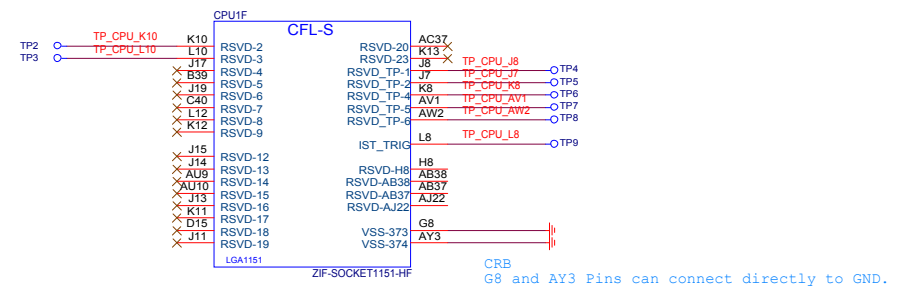 CPU1F
CFL-S
TP2 TP_CPU_K10 K10 RSVD-2
TP3 TP_CPU_L10 L10 RSVD-3
J17 RSVD-4
B39 RSVD-5
J19 RSVD-6
C40 RSVD-7
L12 RSVD-8
K12 RSVD-9
J15 RSVD-12
J14 RSVD-13
AU9 RSVD-14
AU10 RSVD-15
J13 RSVD-16
K11 RSVD-17
D15 RSVD-18
J11 RSVD-19
RSVD-20 AC37
RSVD-23 K13
RSVD_TP-1 J8 TP_CPU_J8 TP4
RSVD_TP-2 J7 TP_CPU_J7 TP5
RSVD_TP-4 K8 TP_CPU_K8 TP6
RSVD_TP-5 AV1 TP_CPU_AV1 TP7
RSVD_TP-6 AW2 TP_CPU_AW2 TP8
IST_TRIG L8 TP_CPU_L8 TP9
RSVD-H8 H8
RSVD-AB38 AB38
RSVD-AB37 AB37
RSVD-AJ22 AJ22
VSS-373 G8
VSS-374 AY3
LGA1151
ZIF-SOCKET1151-HF
CRB
G8 and AY3 Pins can connect directly to GND.